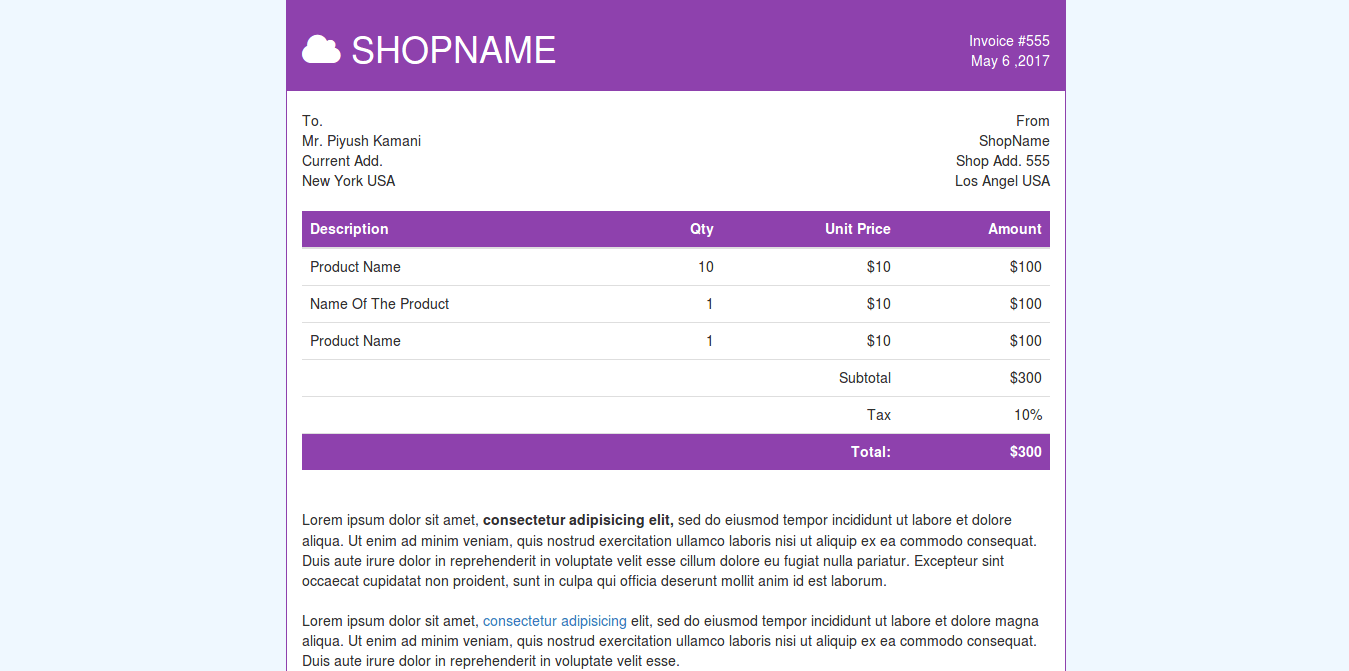 SHOPNAME
Invoice #555
May 6 ,2017
To.
Mr. Piyush Kamani
Current Add.
New York USA
From
ShopName
Shop Add. 555
Los Angel USA
Description Qty Unit Price Amount
Product Name 10 $10 $100
Name Of The Product 1 $10 $100
Product Name 1 $10 $100
Subtotal $300
Tax 10%
Total: $300
Lorem ipsum dolor sit amet, consectetur adipisicing elit, sed do eiusmod tempor incididunt ut labore et dolore
aliqua. Ut enim ad minim veniam, quis nostrud exercitation ullamco laboris nisi ut aliquip ex ea commodo consequat.
Duis aute irure dolor in reprehenderit in voluptate velit esse cillum dolore eu fugiat nulla pariatur. Excepteur sint
occaecat cupidatat non proident, sunt in culpa qui officia deserunt mollit anim id est laborum.
Lorem ipsum dolor sit amet, consectetur adipisicing elit, sed do eiusmod tempor incididunt ut labore et dolore magna
aliqua. Ut enim ad minim veniam, quis nostrud exercitation ullamco laboris nisi ut aliquip ex ea commodo consequat.
Duis aute irure dolor in reprehenderit in voluptate velit esse.